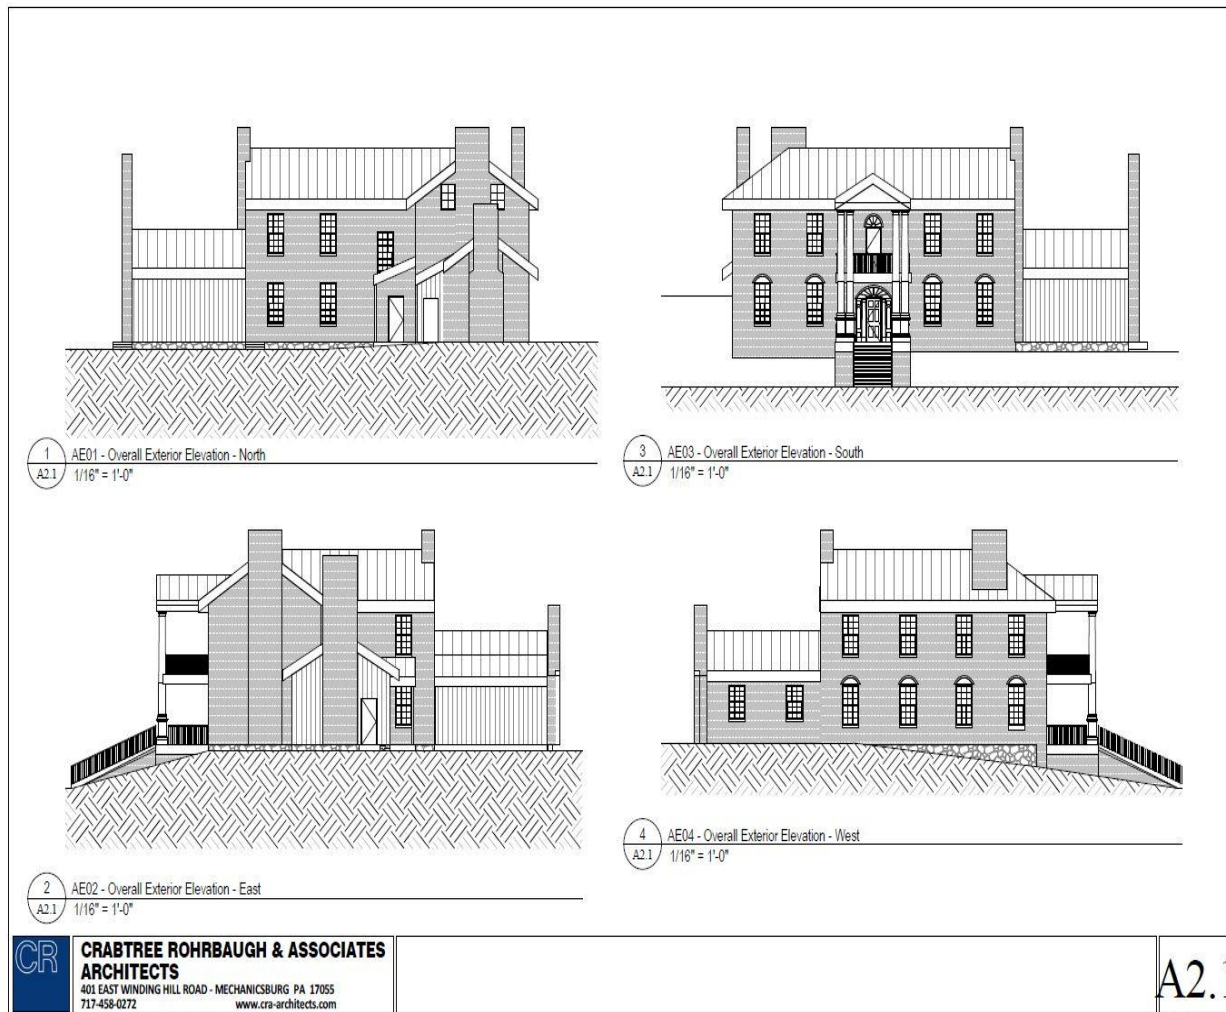 1
A2.1
AE01 - Overall Exterior Elevation - North
1/16" = 1'-0"
3
A2.1
AE03 - Overall Exterior Elevation - South
1/16" = 1'-0"
2
A2.1
AE02 - Overall Exterior Elevation - East
1/16" = 1'-0"
4
A2.1
AE04 - Overall Exterior Elevation - West
1/16" = 1'-0"
CR
CRABTREE ROHRBAUGH & ASSOCIATES
ARCHITECTS
401 EAST WINDING HILL ROAD - MECHANICSBURG PA 17055
717-458-0272 www.cra-architects.com
A2.1